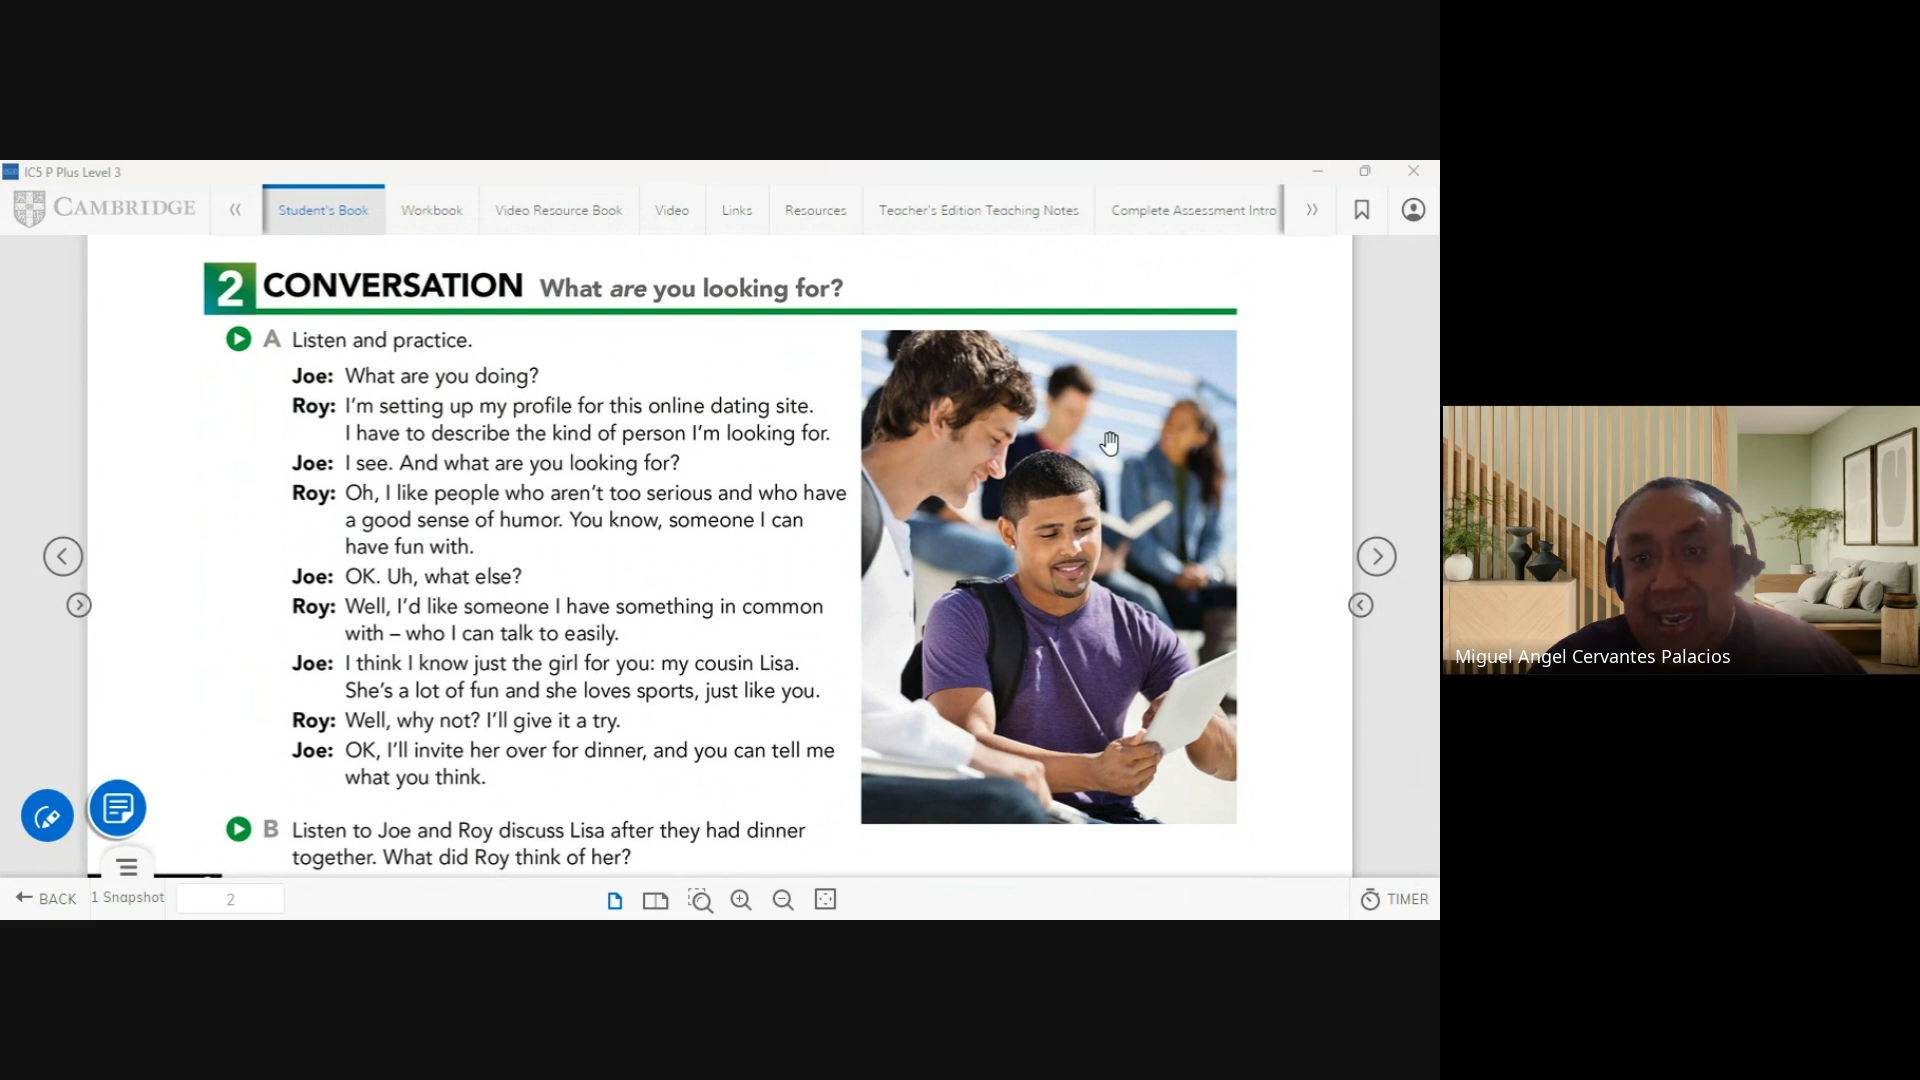 IC5 P Plus Level 3
CAMBRIDGE
Student's Book
Workbook
Video Resource Book
Video
Links
Resources
Teacher's Edition Teaching Notes
Complete Assessment Intro
2 CONVERSATION What are you looking for?
A Listen and practice.
Joe: What are you doing?
Roy: I'm setting up my profile for this online dating site.
I have to describe the kind of person I'm looking for.
Joe: I see. And what are you looking for?
Roy: Oh, I like people who aren't too serious and who have
a good sense of humor. You know, someone I can
have fun with.
Joe: OK. Uh, what else?
Roy: Well, I'd like someone I have something in common
with – who I can talk to easily.
Joe: I think I know just the girl for you: my cousin Lisa.
She's a lot of fun and she loves sports, just like you.
Roy: Well, why not? I'll give it a try.
Joe: OK, I'll invite her over for dinner, and you can tell me
what you think.
B Listen to Joe and Roy discuss Lisa after they had dinner
together. What did Roy think of her?
BACK
1 Snapshot
2
TIMER
Miguel Angel Cervantes Palacios